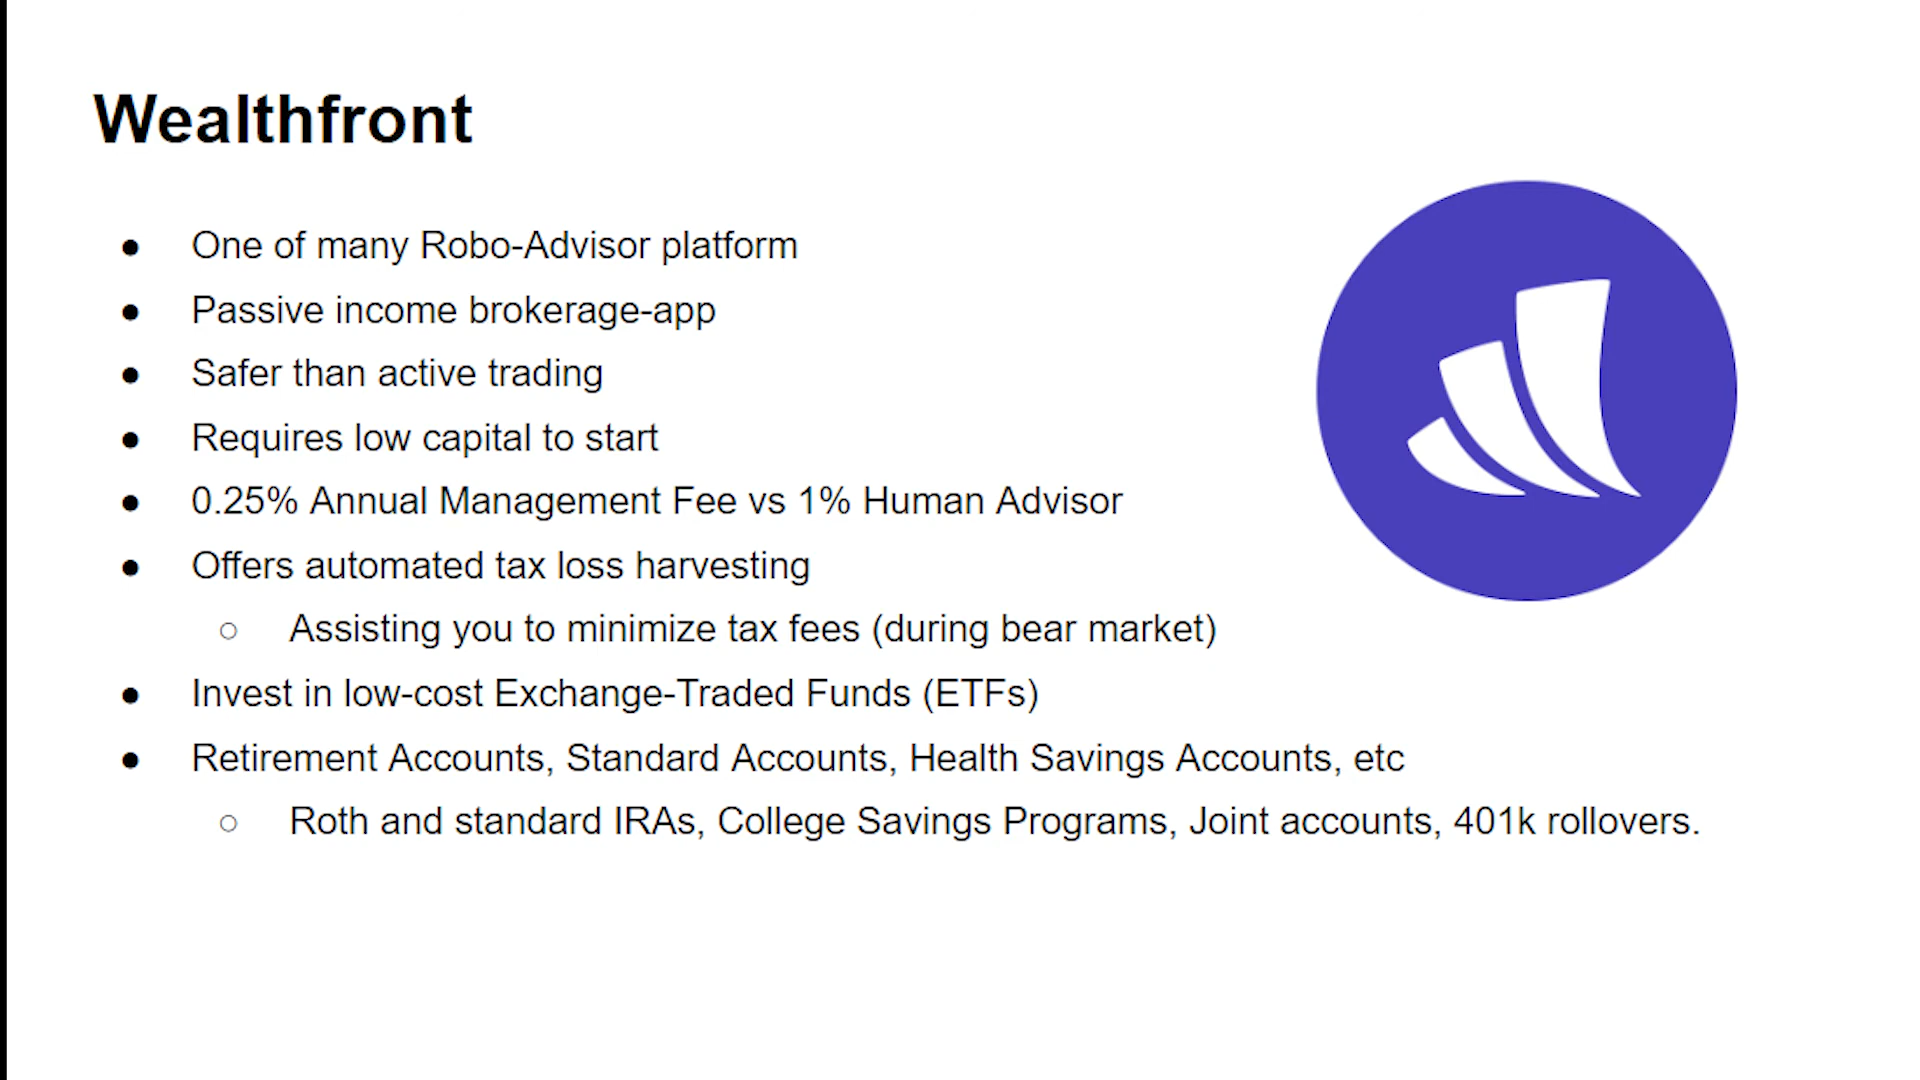 Wealthfront
● One of many Robo-Advisor platform
● Passive income brokerage-app
● Safer than active trading
● Requires low capital to start
● 0.25% Annual Management Fee vs 1% Human Advisor
● Offers automated tax loss harvesting
○ Assisting you to minimize tax fees (during bear market)
● Invest in low-cost Exchange-Traded Funds (ETFs)
● Retirement Accounts, Standard Accounts, Health Savings Accounts, etc
○ Roth and standard IRAs, College Savings Programs, Joint accounts, 401k rollovers.